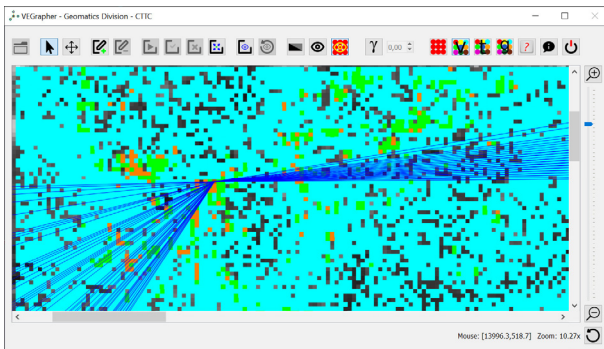 VEGrapher - Geomatics Division - CTTC
γ 0,00 V E Q ?
Mouse: [13996.3,518.7] Zoom: 10.27x